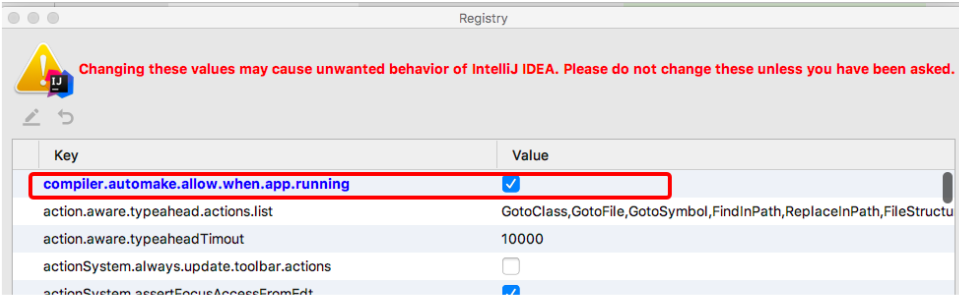 Registry
IJ
Changing these values may cause unwanted behavior of IntelliJ IDEA. Please do not change these unless you have been asked.
Key Value
compiler.automake.allow.when.app.running
action.aware.typeahead.actions.list GotoClass,GotoFile,GotoSymbol,FindInPath,ReplaceInPath,FileStructu
action.aware.typeaheadTimout 10000
actionSystem.always.update.toolbar.actions
actionSystem.assertFocusAccessFromEdt